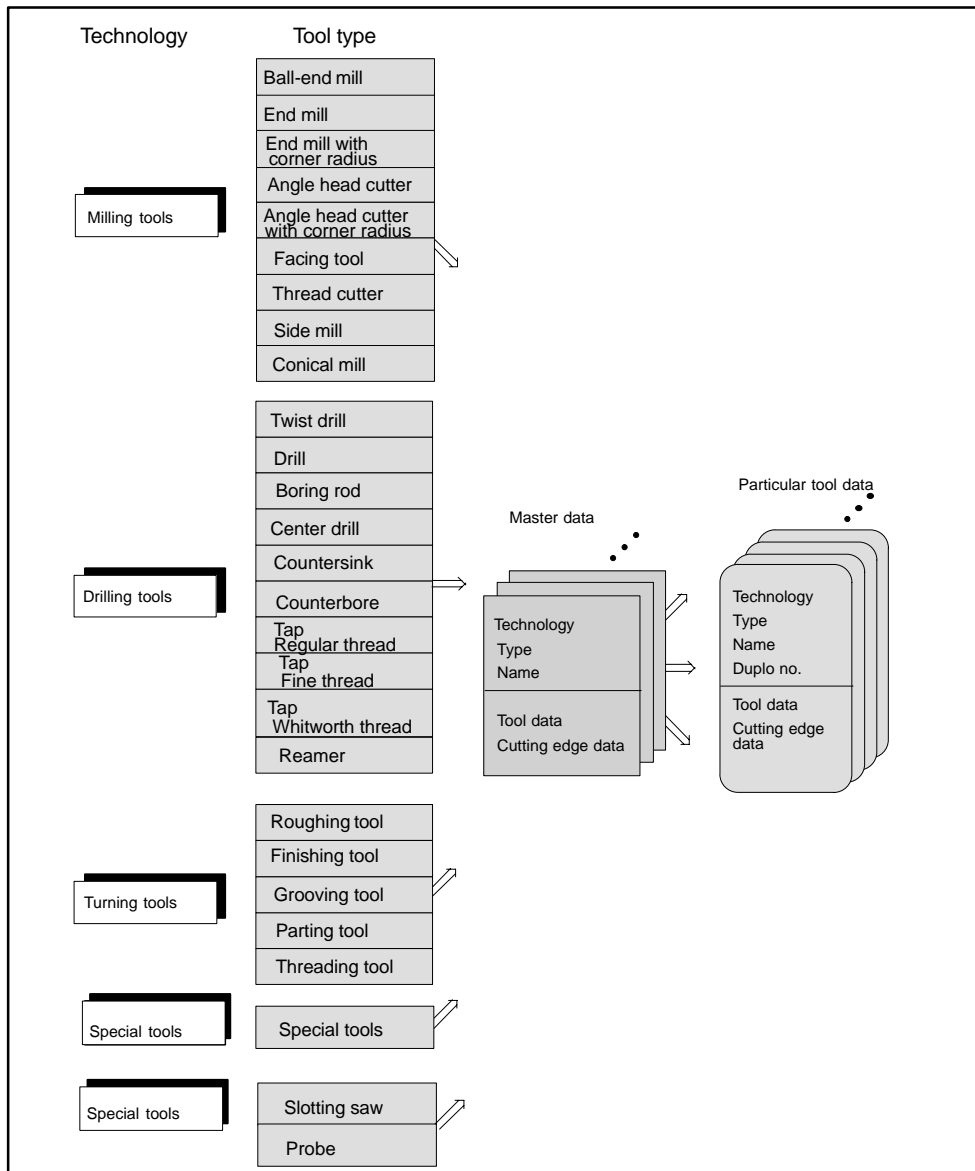 Technology
Tool type
Milling tools
Ball-end mill
End mill
End mill with
corner radius
Angle head cutter
Angle head cutter
with corner radius
Facing tool
Thread cutter
Side mill
Conical mill
Drilling tools
Twist drill
Drill
Boring rod
Center drill
Countersink
Counterbore
Tap
Regular thread
Tap
Fine thread
Tap
Whitworth thread
Reamer
Master data
Technology
Type
Name
Tool data
Cutting edge data
Particular tool data
Technology
Type
Name
Duplo no.
Tool data
Cutting edge
data
Turning tools
Roughing tool
Finishing tool
Grooving tool
Parting tool
Threading tool
Special tools
Special tools
Special tools
Slotting saw
Probe